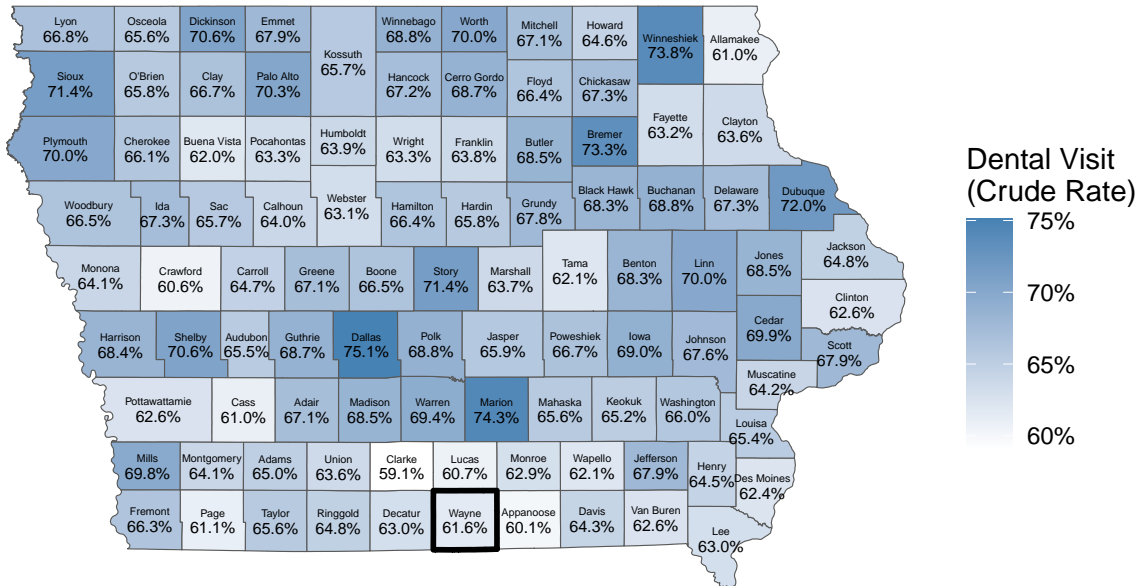 Lyon
66.8%
Osceola
65.6%
Dickinson
70.6%
Emmet
67.9%
Kossuth
65.7%
Winnebago
68.8%
Worth
70.0%
Mitchell
67.1%
Howard
64.6%
Winneshiek
73.8%
Allamakee
61.0%
Sioux
71.4%
O'Brien
65.8%
Clay
66.7%
Palo Alto
70.3%
Hancock
67.2%
Cerro Gordo
68.7%
Floyd
66.4%
Chickasaw
67.3%
Fayette
63.2%
Clayton
63.6%
Plymouth
70.0%
Cherokee
66.1%
Buena Vista
62.0%
Pocahontas
63.3%
Humboldt
63.9%
Wright
63.3%
Franklin
63.8%
Butler
68.5%
Bremer
73.3%
Woodbury
66.5%
Ida
67.3%
Sac
65.7%
Calhoun
64.0%
Webster
63.1%
Hamilton
66.4%
Hardin
65.8%
Grundy
67.8%
Black Hawk
68.3%
Buchanan
68.8%
Delaware
67.3%
Dubuque
72.0%
Monona
64.1%
Crawford
60.6%
Carroll
64.7%
Greene
67.1%
Boone
66.5%
Story
71.4%
Marshall
63.7%
Tama
62.1%
Benton
68.3%
Linn
70.0%
Jones
68.5%
Jackson
64.8%
Clinton
62.6%
Harrison
68.4%
Shelby
70.6%
Audubon
65.5%
Guthrie
68.7%
Dallas
75.1%
Polk
68.8%
Jasper
65.9%
Poweshiek
66.7%
Iowa
69.0%
Johnson
67.6%
Cedar
69.9%
Scott
67.9%
Muscatine
64.2%
Pottawattamie
62.6%
Cass
61.0%
Adair
67.1%
Madison
68.5%
Warren
69.4%
Marion
74.3%
Mahaska
65.6%
Keokuk
65.2%
Washington
66.0%
Louisa
65.4%
Mills
69.8%
Montgomery
64.1%
Adams
65.0%
Union
63.6%
Clarke
59.1%
Lucas
60.7%
Monroe
62.9%
Wapello
62.1%
Jefferson
67.9%
Henry
64.5%
Des Moines
62.4%
Fremont
66.3%
Page
61.1%
Taylor
65.6%
Ringgold
64.8%
Decatur
63.0%
Wayne
61.6%
Appanoose
60.1%
Davis
64.3%
Van Buren
62.6%
Lee
63.0%
Dental Visit
(Crude Rate)
75%
70%
65%
60%